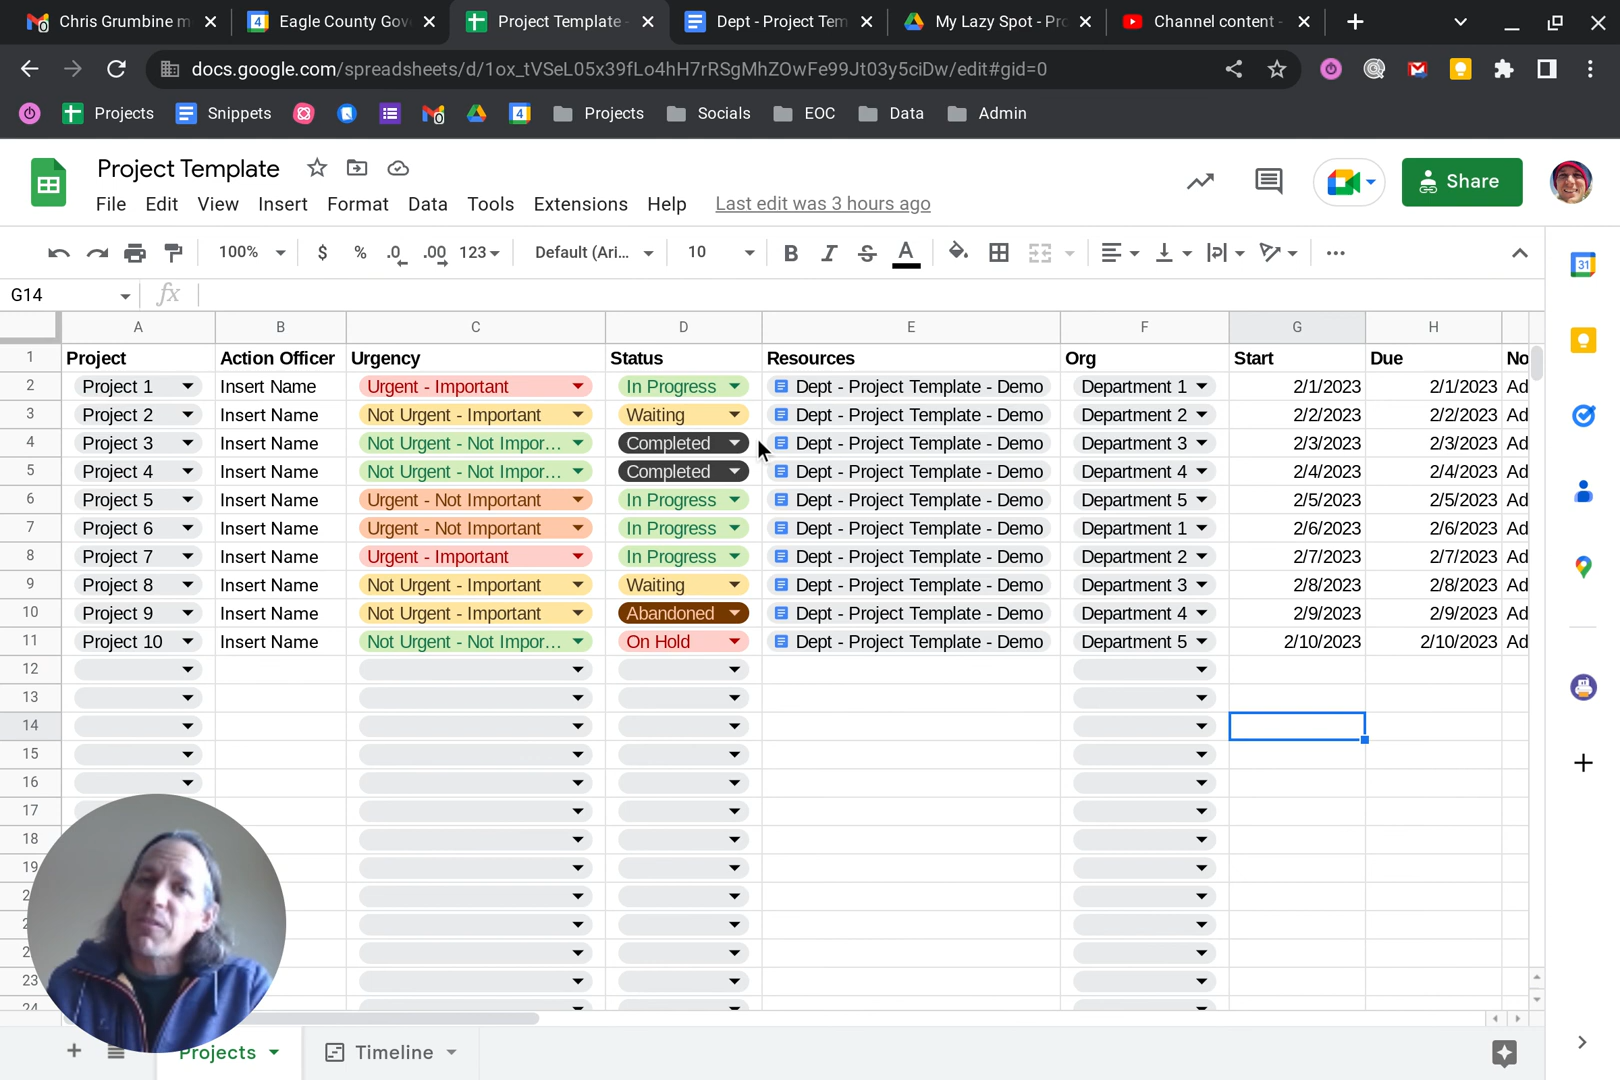 Chris Grumbine m
Eagle County Gov
Project Template -
Dept - Project Tem
My Lazy Spot - Pro
Channel content -
docs.google.com/spreadsheets/d/1ox_tVSeL05x39fLo4hH7rRSgMhZOwFe99Jt03y5ciDw/edit#gid=0
Projects Snippets Projects Socials EOC Data Admin
Project Template
Share
File Edit View Insert Format Data Tools Extensions Help Last edit was 3 hours ago
100% $ % .0 .00 123 Default (Ari... 10 B I S A
G14 fx
A B C D E F G H
1 Project Action Officer Urgency Status Resources Org Start Due No
2 Project 1 Insert Name Urgent - Important In Progress Dept - Project Template - Demo Department 1 2/1/2023 2/1/2023 Ad
3 Project 2 Insert Name Not Urgent - Important Waiting Dept - Project Template - Demo Department 2 2/2/2023 2/2/2023 Ad
4 Project 3 Insert Name Not Urgent - Not Impor... Completed Dept - Project Template - Demo Department 3 2/3/2023 2/3/2023 Ad
5 Project 4 Insert Name Not Urgent - Not Impor... Completed Dept - Project Template - Demo Department 4 2/4/2023 2/4/2023 Ad
6 Project 5 Insert Name Urgent - Not Important In Progress Dept - Project Template - Demo Department 5 2/5/2023 2/5/2023 Ad
7 Project 6 Insert Name Urgent - Not Important In Progress Dept - Project Template - Demo Department 1 2/6/2023 2/6/2023 Ad
8 Project 7 Insert Name Urgent - Important In Progress Dept - Project Template - Demo Department 2 2/7/2023 2/7/2023 Ad
9 Project 8 Insert Name Not Urgent - Important Waiting Dept - Project Template - Demo Department 3 2/8/2023 2/8/2023 Ad
10 Project 9 Insert Name Not Urgent - Important Abandoned Dept - Project Template - Demo Department 4 2/9/2023 2/9/2023 Ad
11 Project 10 Insert Name Not Urgent - Not Impor... On Hold Dept - Project Template - Demo Department 5 2/10/2023 2/10/2023 Ad
12
13
14
15
16
17
18
19
2
2
2
23
24
Projects Timeline